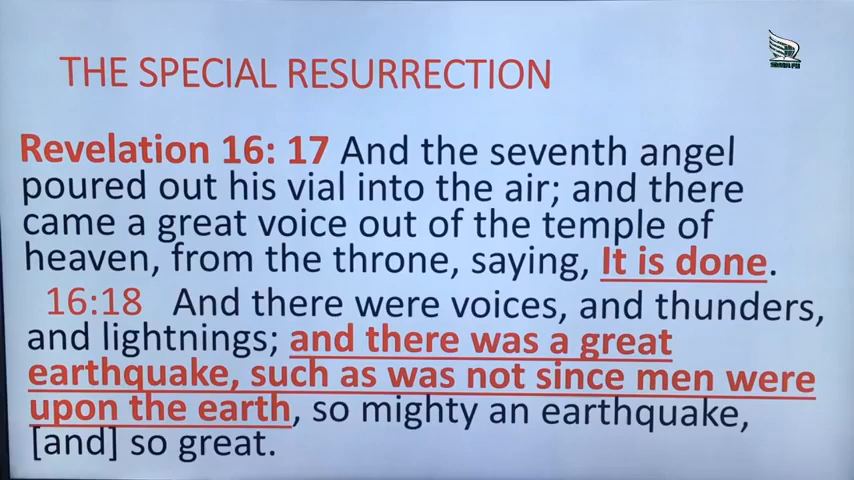 THE SPECIAL RESURRECTION
Revelation 16: 17 And the seventh angel
poured out his vial into the air; and there
came a great voice out of the temple of
heaven, from the throne, saying, It is done.
16:18 And there were voices, and thunders,
and lightnings; and there was a great
earthquake, such as was not since men were
upon the earth, so mighty an earthquake,
[and] so great.